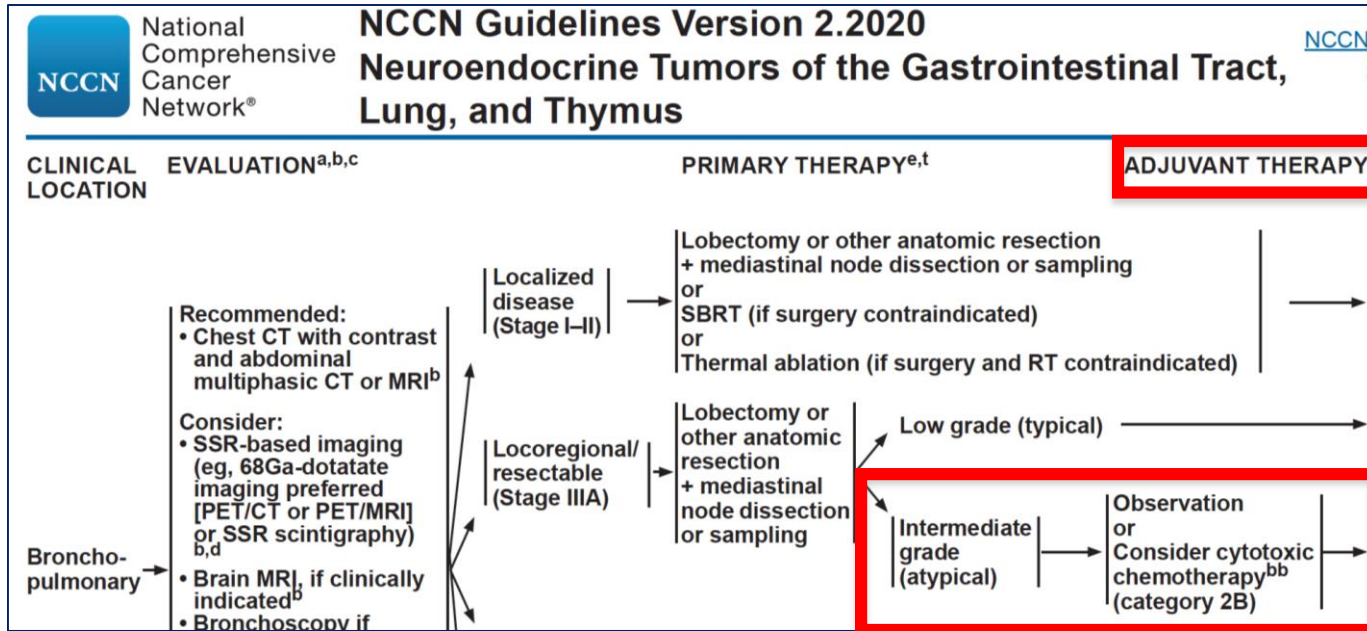 National
Comprehensive
Cancer
Network®
NCCN
NCCN Guidelines Version 2.2020
Neuroendocrine Tumors of the Gastrointestinal Tract,
Lung, and Thymus
NCCN
CLINICAL
LOCATION
EVALUATIONa,b,c
PRIMARY THERAPYe,t
ADJUVANT THERAPY
Broncho-
pulmonary
Recommended:
• Chest CT with contrast
and abdominal
multiphasic CT or MRIb
Consider:
• SSR-based imaging
(eg, 68Ga-dotatate
imaging preferred
[PET/CT or PET/MRI]
or SSR scintigraphy)
b,d
• Brain MRI, if clinically
indicatedb
• Bronchoscopy if
Localized
disease
(Stage I–II)
Lobectomy or other anatomic resection
+ mediastinal node dissection or sampling
or
SBRT (if surgery contraindicated)
or
Thermal ablation (if surgery and RT contraindicated)
Locoregional/
resectable
(Stage IIIA)
Lobectomy or
other anatomic
resection
+ mediastinal
node dissection
or sampling
Low grade (typical)
Intermediate
grade
(atypical)
Observation
or
Consider cytotoxic
chemotherapybb
(category 2B)